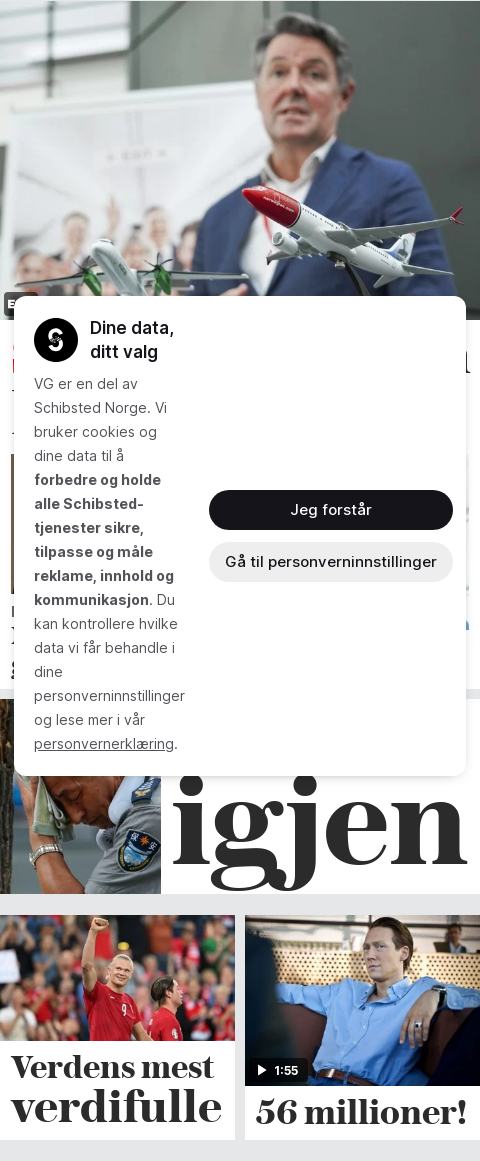 Dine data,
ditt valg
VG er en del av
Schibsted Norge. Vi
bruker cookies og
dine data til å
forbedre og holde
alle Schibsted-
tjenester sikre,
tilpasse og måle
reklame, innhold og
kommunikasjon. Du
kan kontrollere hvilke
data vi får behandle i
dine
personverninnstillinger
og lese mer i vår
personvernerklæring.
Jeg forstår
Gå til personverninnstillinger
igjen
Verdens mest
verdifulle
1:55
56 millioner!